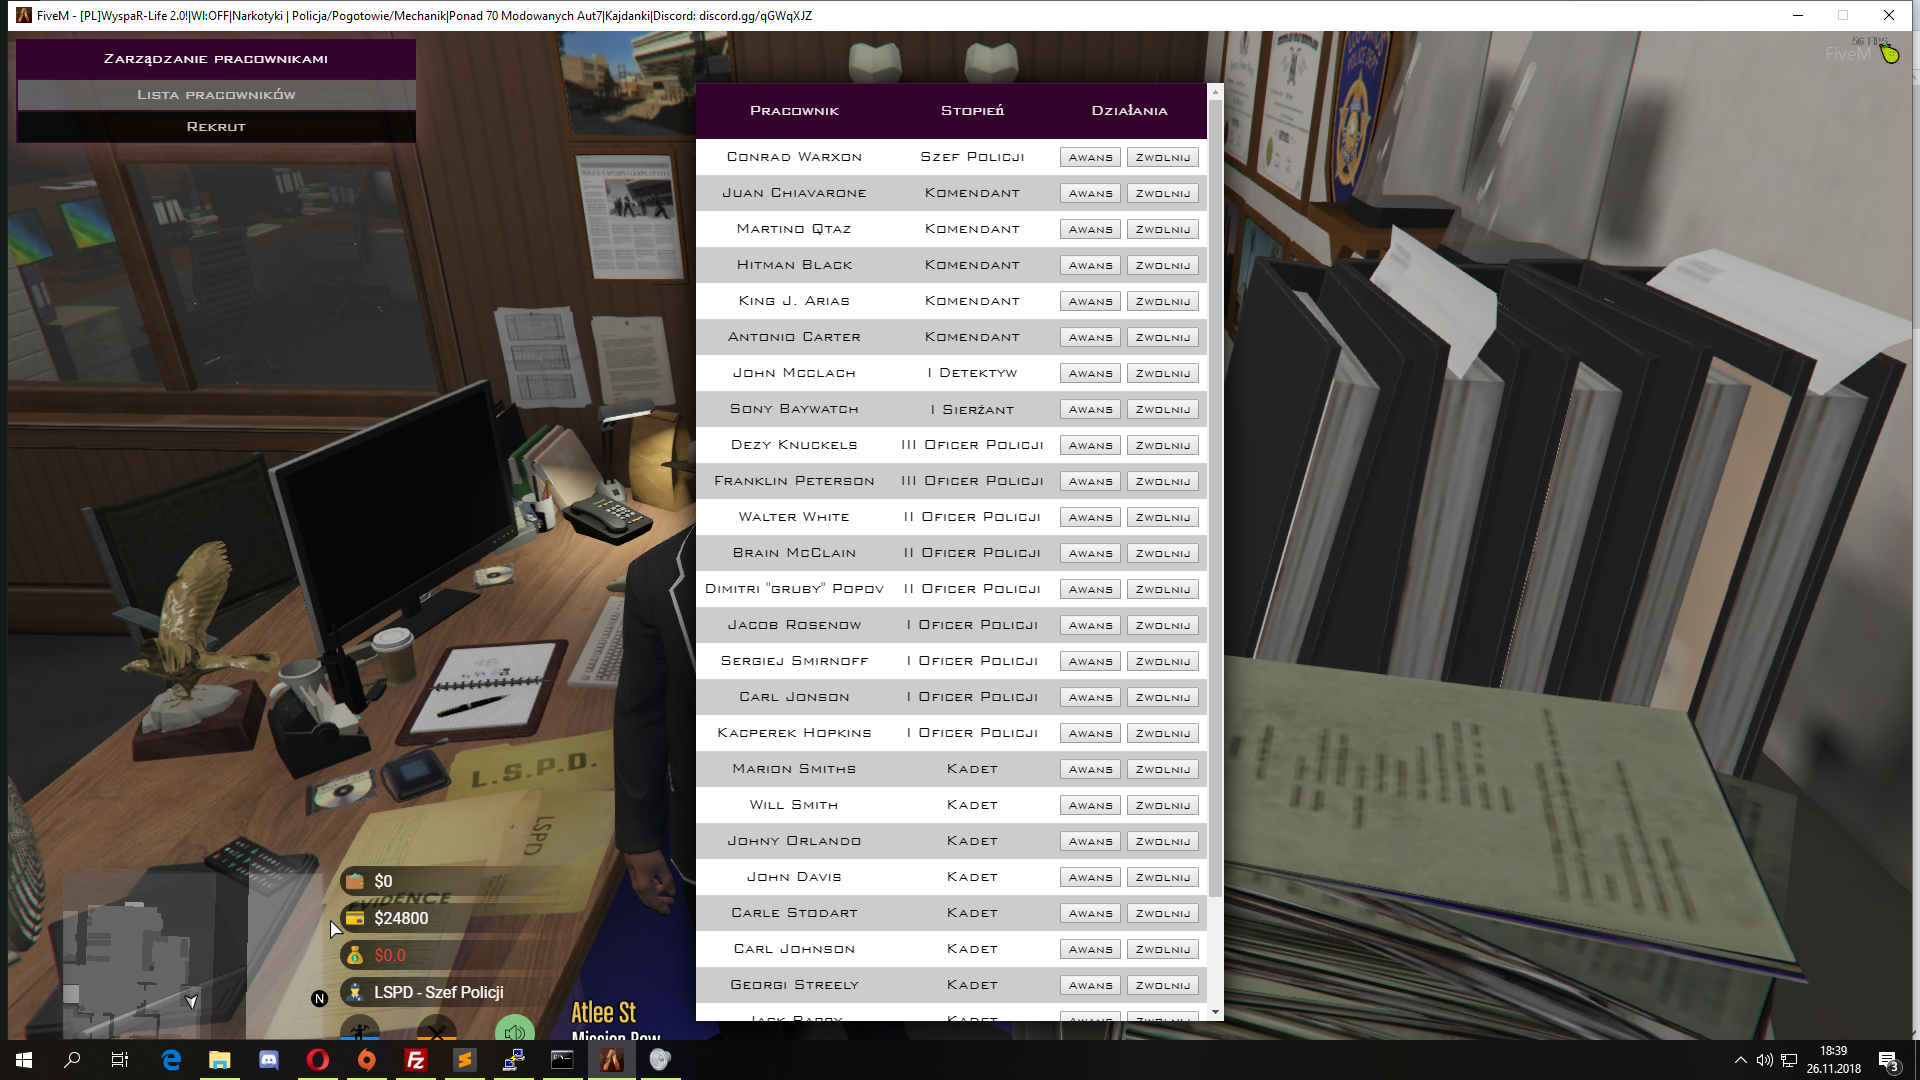 FiveM - [PL]WyspaR-Life 2.0!|Wl:OFF|Narkotyki | Policja/Pogotowie/Mechanik|Ponad 70 Modowanych Aut7|Kajdanki|Discord: discord.gg/qGWqXJZ
56 FPS
FiveM
Zarządzanie pracownikami
Lista pracowników
Rekrut
Pracownik Stopień Działania
Conrad Warxon Szef Policji Awans Zwolnij
Juan Chiavarone Komendant Awans Zwolnij
Martino Qtaz Komendant Awans Zwolnij
Hitman Black Komendant Awans Zwolnij
King J. Arias Komendant Awans Zwolnij
Antonio Carter Komendant Awans Zwolnij
John Mcclach I Detektyw Awans Zwolnij
Sony Baywatch I Sierżant Awans Zwolnij
Dezy Knuckels III Oficer Policji Awans Zwolnij
Franklin Peterson III Oficer Policji Awans Zwolnij
Walter White II Oficer Policji Awans Zwolnij
Brain McClain II Oficer Policji Awans Zwolnij
Dimitri "gruby" Popov II Oficer Policji Awans Zwolnij
Jacob Rosenow I Oficer Policji Awans Zwolnij
Sergiej Smirnoff I Oficer Policji Awans Zwolnij
Carl Jonson I Oficer Policji Awans Zwolnij
Kacperek Hopkins I Oficer Policji Awans Zwolnij
Marion Smiths Kadet Awans Zwolnij
Will Smith Kadet Awans Zwolnij
Johny Orlando Kadet Awans Zwolnij
John Davis Kadet Awans Zwolnij
Carle Stodart Kadet Awans Zwolnij
Carl Johnson Kadet Awans Zwolnij
Georgi Streely Kadet Awans Zwolnij
L.S.P.D.
LSPD
EVIDENCE
$0
$24800
$0.0
N
LSPD - Szef Policji
Atlee St
Mission Row
18:39
26.11.2018
3